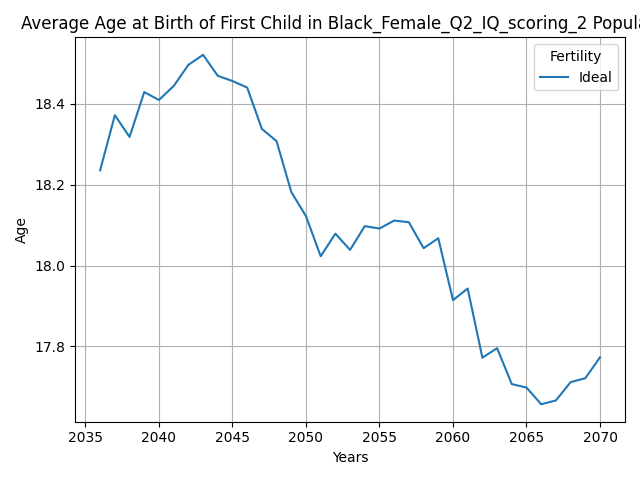 Average Age at Birth of First Child in Black_Female_Q2_IQ_scoring_2 Popula
Fertility
Ideal
18.4
18.2
18.0
17.8
Age
2035 2040 2045 2050 2055 2060 2065 2070
Years